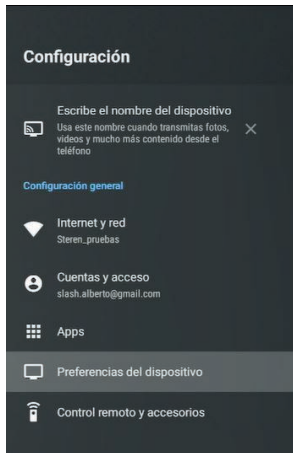 Configuración
Escribe el nombre del dispositivo
Usa este nombre cuando transmitas fotos,
videos y mucho más contenido desde el
teléfono
Configuración general
Internet y red
Steren_pruebas
Cuentas y acceso
slash.alberto@gmail.com
Apps
Preferencias del dispositivo
Control remoto y accesorios